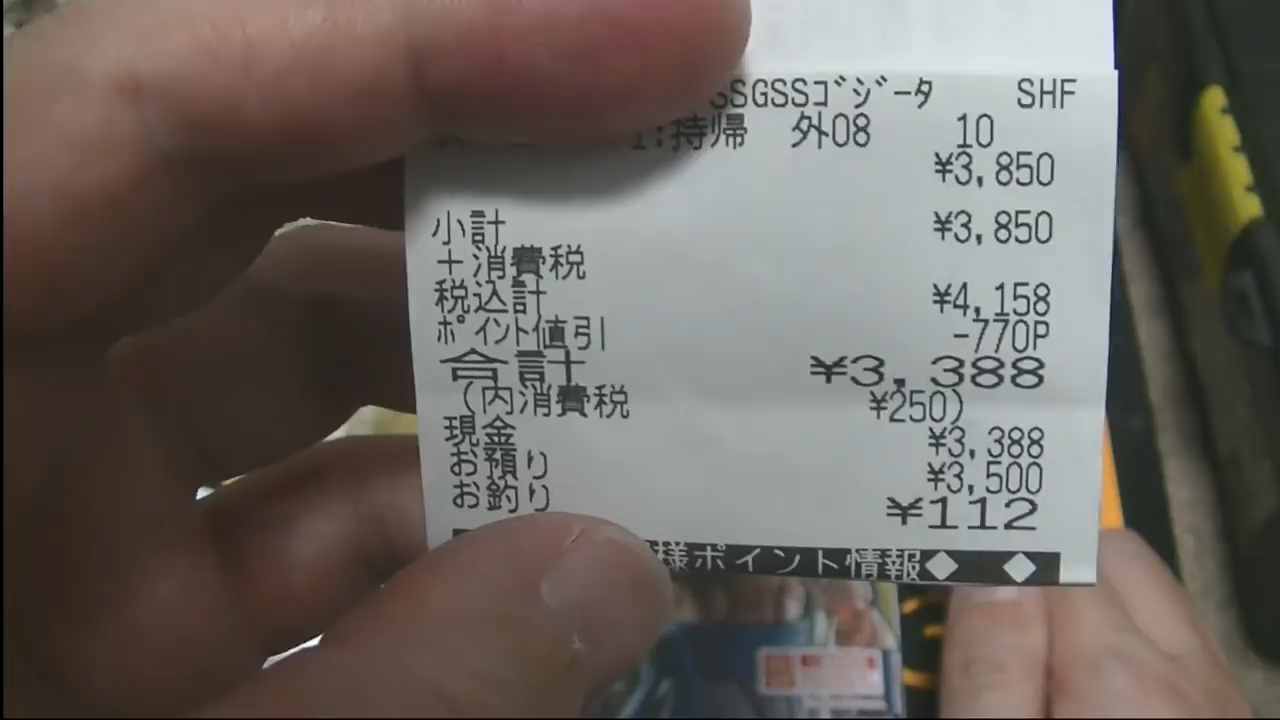 SSGSSゴジータ SHF
1:持帰 外08 10
¥3,850
小計 ¥3,850
+消費税
税込計 ¥4,158
ポイント値引 -770P
合計 ¥3,388
(内消費税 ¥250)
現金 ¥3,388
お預り ¥3,500
お釣り ¥112
様ポイント情報◆ ◆